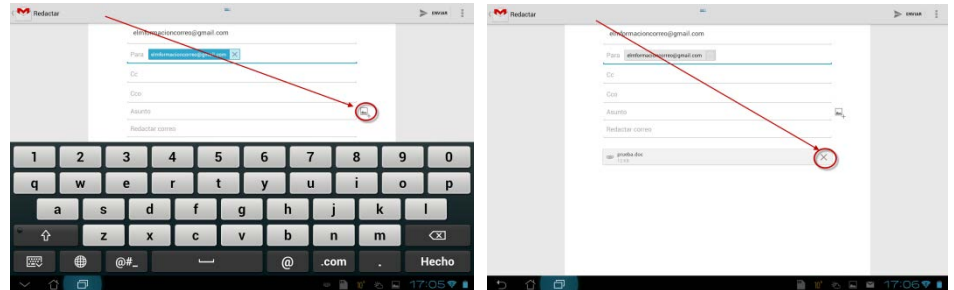 Redactar
ENVIAR
elinformacioncorreo@gmail.com
Para elinformacioncorreo@gmail.com
Cc
Cco
Asunto
Redactar correo
1 2 3 4 5 6 7 8 9 0
q w e r t y u i o p
a s d f g h j k l
z x c v b n m
@#_ @ .com . Hecho
17:05
Redactar
ENVIAR
elinformacioncorreo@gmail.com
Para elinformacioncorreo@gmail.com
Cc
Cco
Asunto
Redactar correo
prueba.doc
17:06